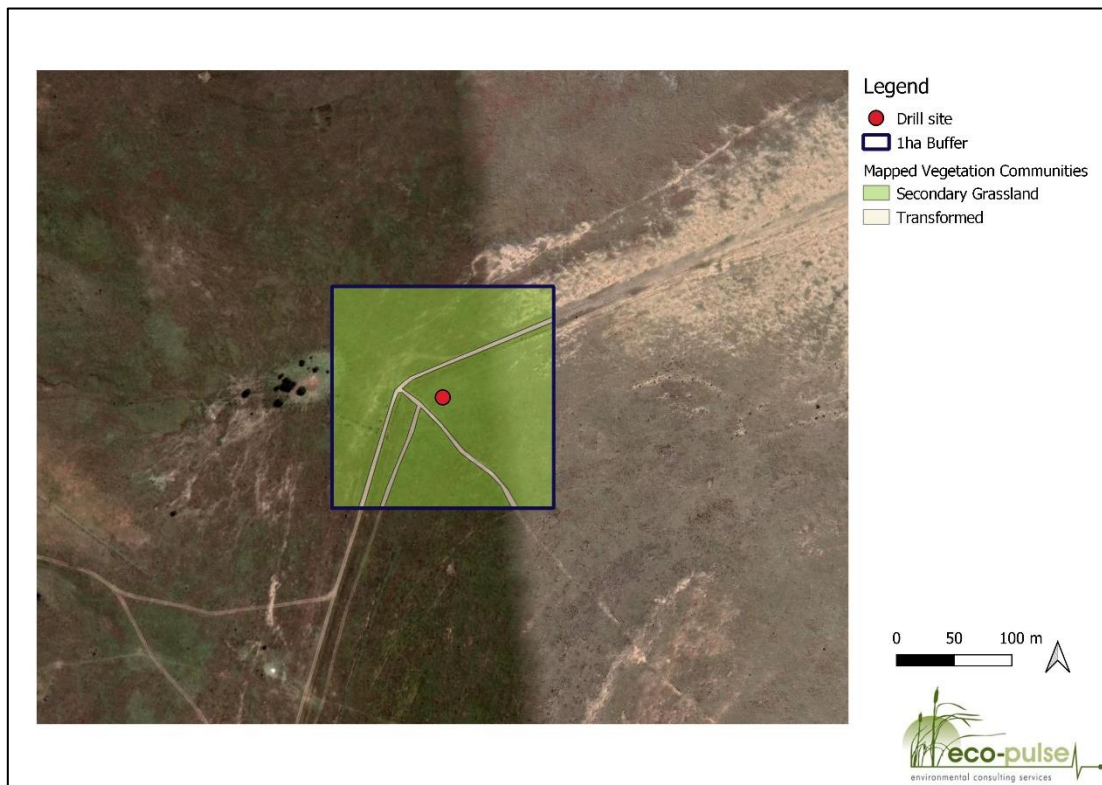 Legend
Drill site
1ha Buffer
Mapped Vegetation Communities
Secondary Grassland
Transformed
0 50 100 m
eco-pulse
environmental consulting services